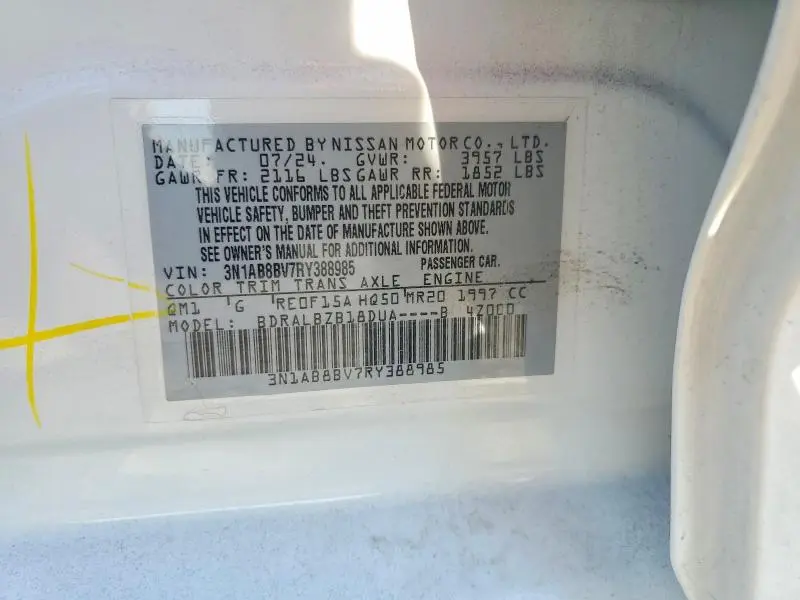 MANUFACTURED BY NISSAN MOTOR CO., LTD.
DATE: 07/24. GVWR: 3957 LBS
GAWR FR: 2116 LBS GAWR RR: 1852 LBS
THIS VEHICLE CONFORMS TO ALL APPLICABLE FEDERAL MOTOR
VEHICLE SAFETY, BUMPER AND THEFT PREVENTION STANDARDS
IN EFFECT ON THE DATE OF MANUFACTURE SHOWN ABOVE.
SEE OWNER'S MANUAL FOR ADDITIONAL INFORMATION.
VIN: 3N1AB8BV7RY388985 PASSENGER CAR.
COLOR TRIM TRANS AXLE ENGINE
QM1 G RE0F15A HQ50 MR20 1997 CC
MODEL: BDRALBZB18DUA----B 4Z000
3N1AB8BV7RY388985